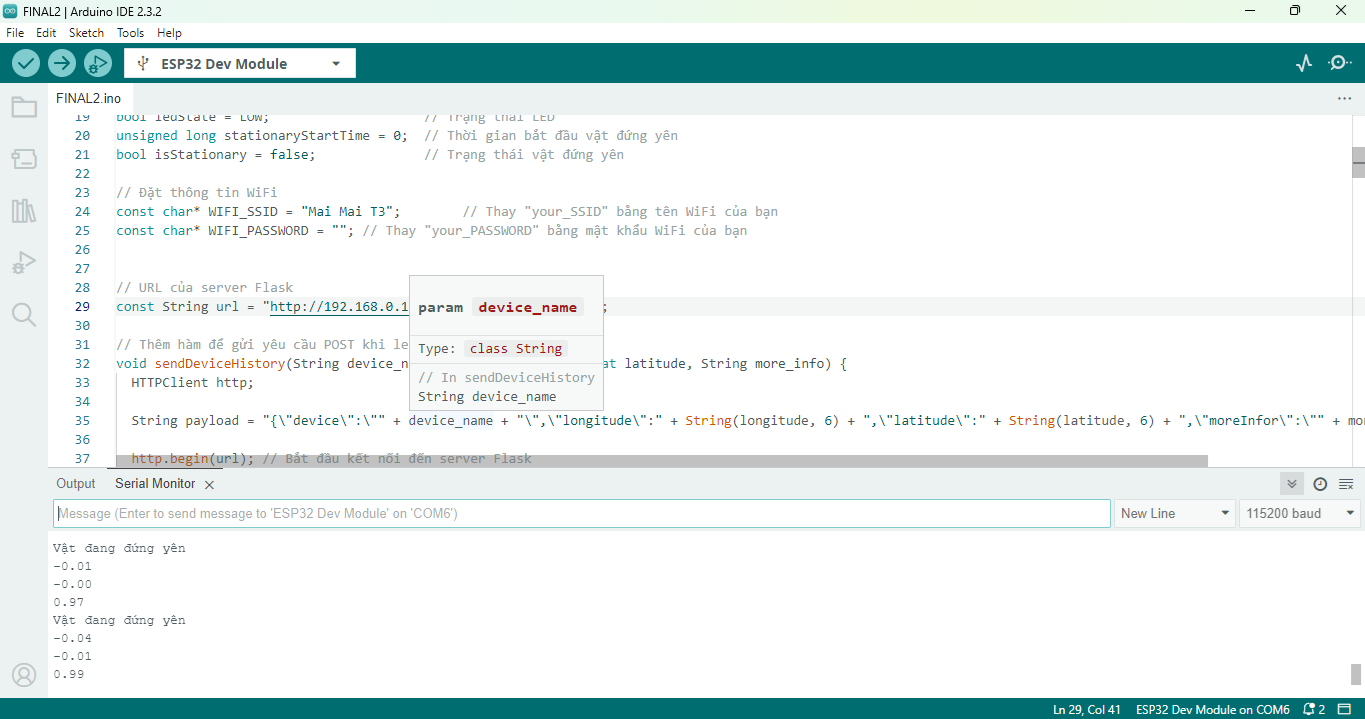 FINAL2 | Arduino IDE 2.3.2
File Edit Sketch Tools Help
ESP32 Dev Module
FINAL2.ino
19 bool ledState = LOW; // Trạng thái LED
20 unsigned long stationaryStartTime = 0; // Thời gian bắt đầu vật đứng yên
21 bool isStationary = false; // Trạng thái vật đứng yên
22
23 // Đặt thông tin WiFi
24 const char* WIFI_SSID = "Mai Mai T3"; // Thay "your_SSID" bằng tên WiFi của bạn
25 const char* WIFI_PASSWORD = ""; // Thay "your_PASSWORD" bằng mật khẩu WiFi của bạn
26
27
28 // URL của server Flask
29 const String url = "http://192.168.0.1 ;
30
31 // Thêm hàm để gửi yêu cầu POST khi le
32 void sendDeviceHistory(String device_n at latitude, String more_info) {
33 HTTPClient http;
34
35 String payload = "{\"device\":\"" + device_name + "\",\"longitude\":" + String(longitude, 6) + ",\"latitude\":" + String(latitude, 6) + ",\"moreInfor\":\"" + mo
36
37 http.begin(url); // Bắt đầu kết nối đến server Flask
param device_name
Type: class String
// In sendDeviceHistory
String device_name
Output Serial Monitor
Message (Enter to send message to 'ESP32 Dev Module' on 'COM6')
New Line
115200 baud
Vật đang đứng yên
-0.01
-0.00
0.97
Vật đang đứng yên
-0.04
-0.01
0.99
Ln 29, Col 41 ESP32 Dev Module on COM6 2